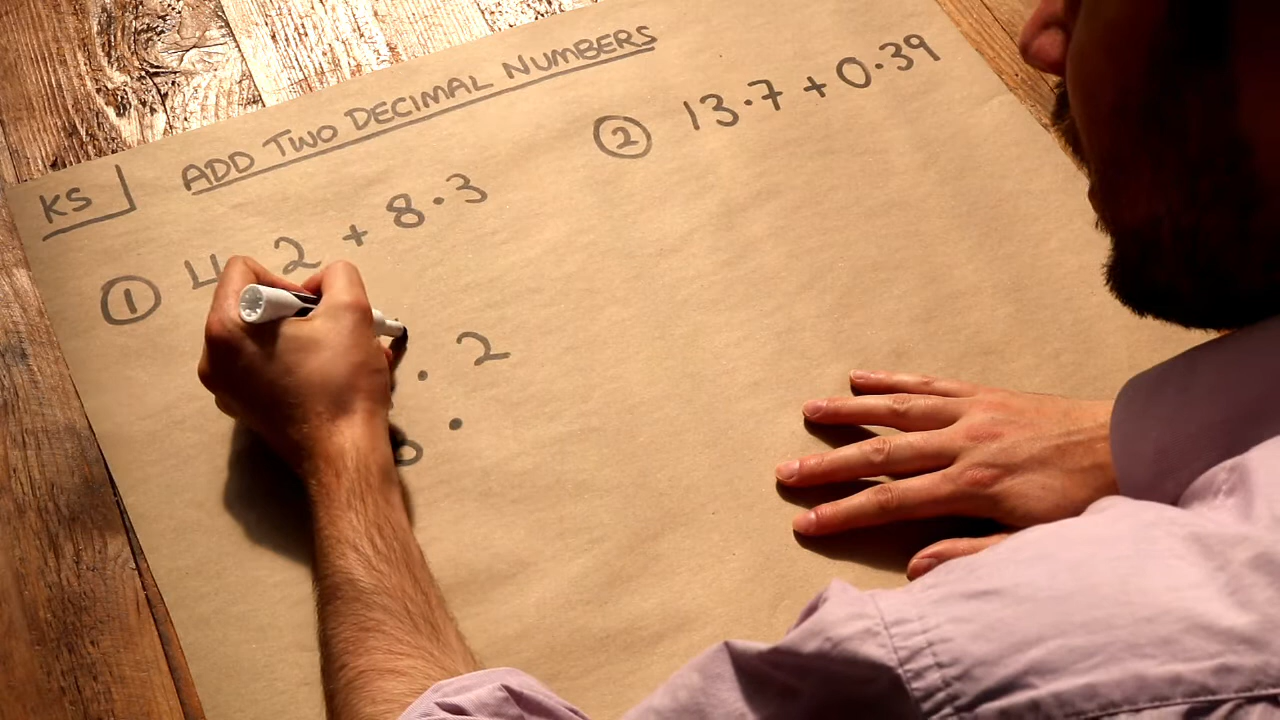 ADD TWO DECIMAL NUMBERS
KS
① 4 2 + 8·3
② 13·7 + 0·39
. 2
·